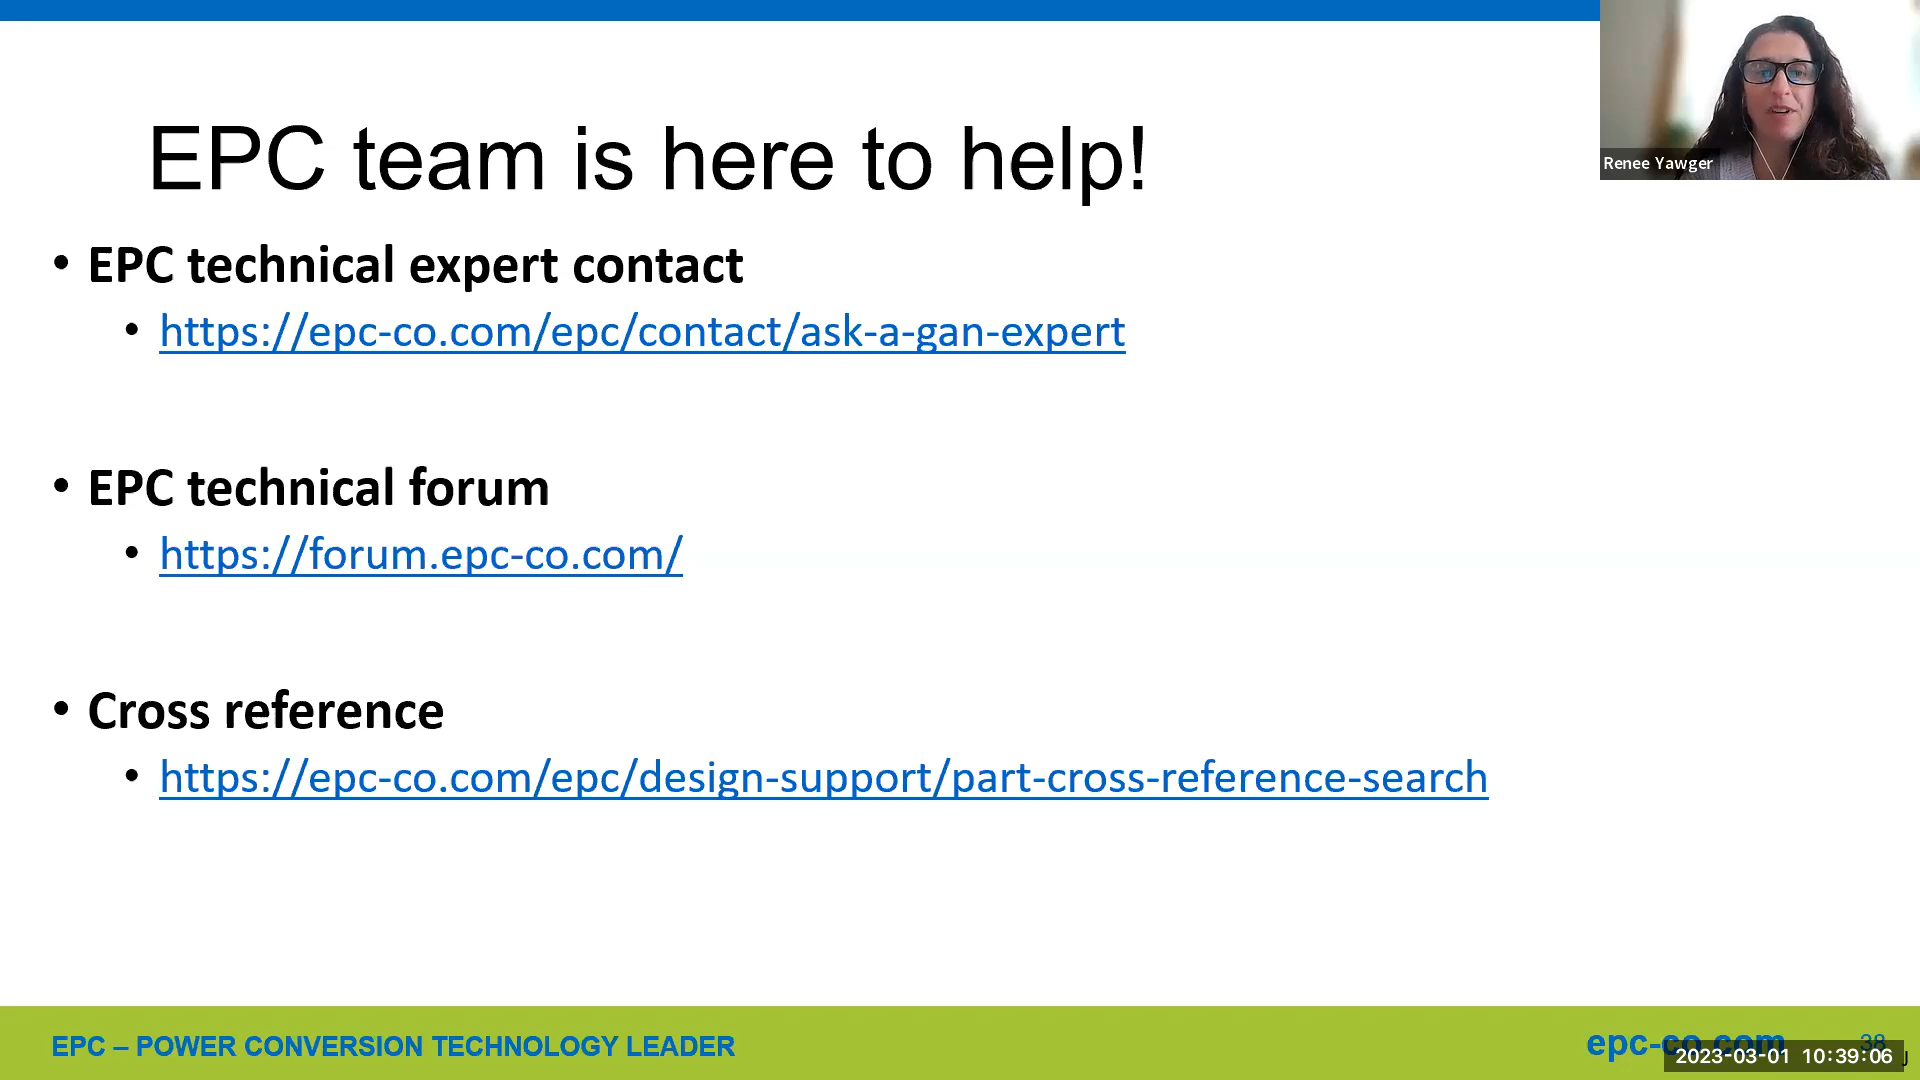 EPC team is here to help!
Renee Yawger
• EPC technical expert contact
• https://epc-co.com/epc/contact/ask-a-gan-expert
• EPC technical forum
• https://forum.epc-co.com/
• Cross reference
• https://epc-co.com/epc/design-support/part-cross-reference-search
EPC – POWER CONVERSION TECHNOLOGY LEADER
epc-co.com
38
2023-03-01 10:39:06